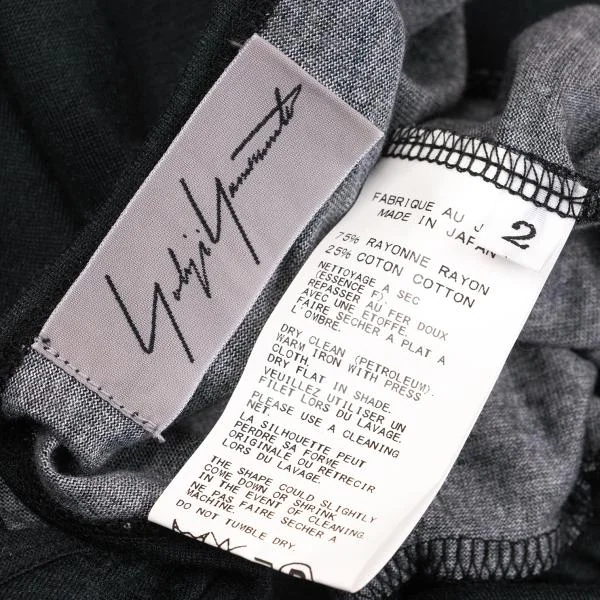 Yohji Yamamoto
2
FABRIQUE AU J
MADE IN JAPAN
75% RAYONNE RAYON
25% COTON COTTON
NETTOYAGE A SEC
(ESSENCE F).
REPASSER AU FER DOUX
AVEC UNE ETOFFE.
FAIRE SECHER A PLAT A
L'OMBRE.
DRY CLEAN (PETROLEUM).
WARM IRON WITH PRESS
CLOTH.
DRY FLAT IN SHADE.
VEUILLEZ UTILISER UN
FILET LORS DU LAVAGE.
PLEASE USE A CLEANING
NET.
LA SILHOUETTE PEUT
PERDRE SA FORME
ORIGINALE OU RETRECIR
LORS DU LAVAGE.
THE SHAPE COULD SLIGHTLY
COME DOWN OR SHRINK
IN THE EVENT OF CLEANING.
NE PAS FAIRE SECHER A
MACHINE.
DO NOT TUMBLE DRY.